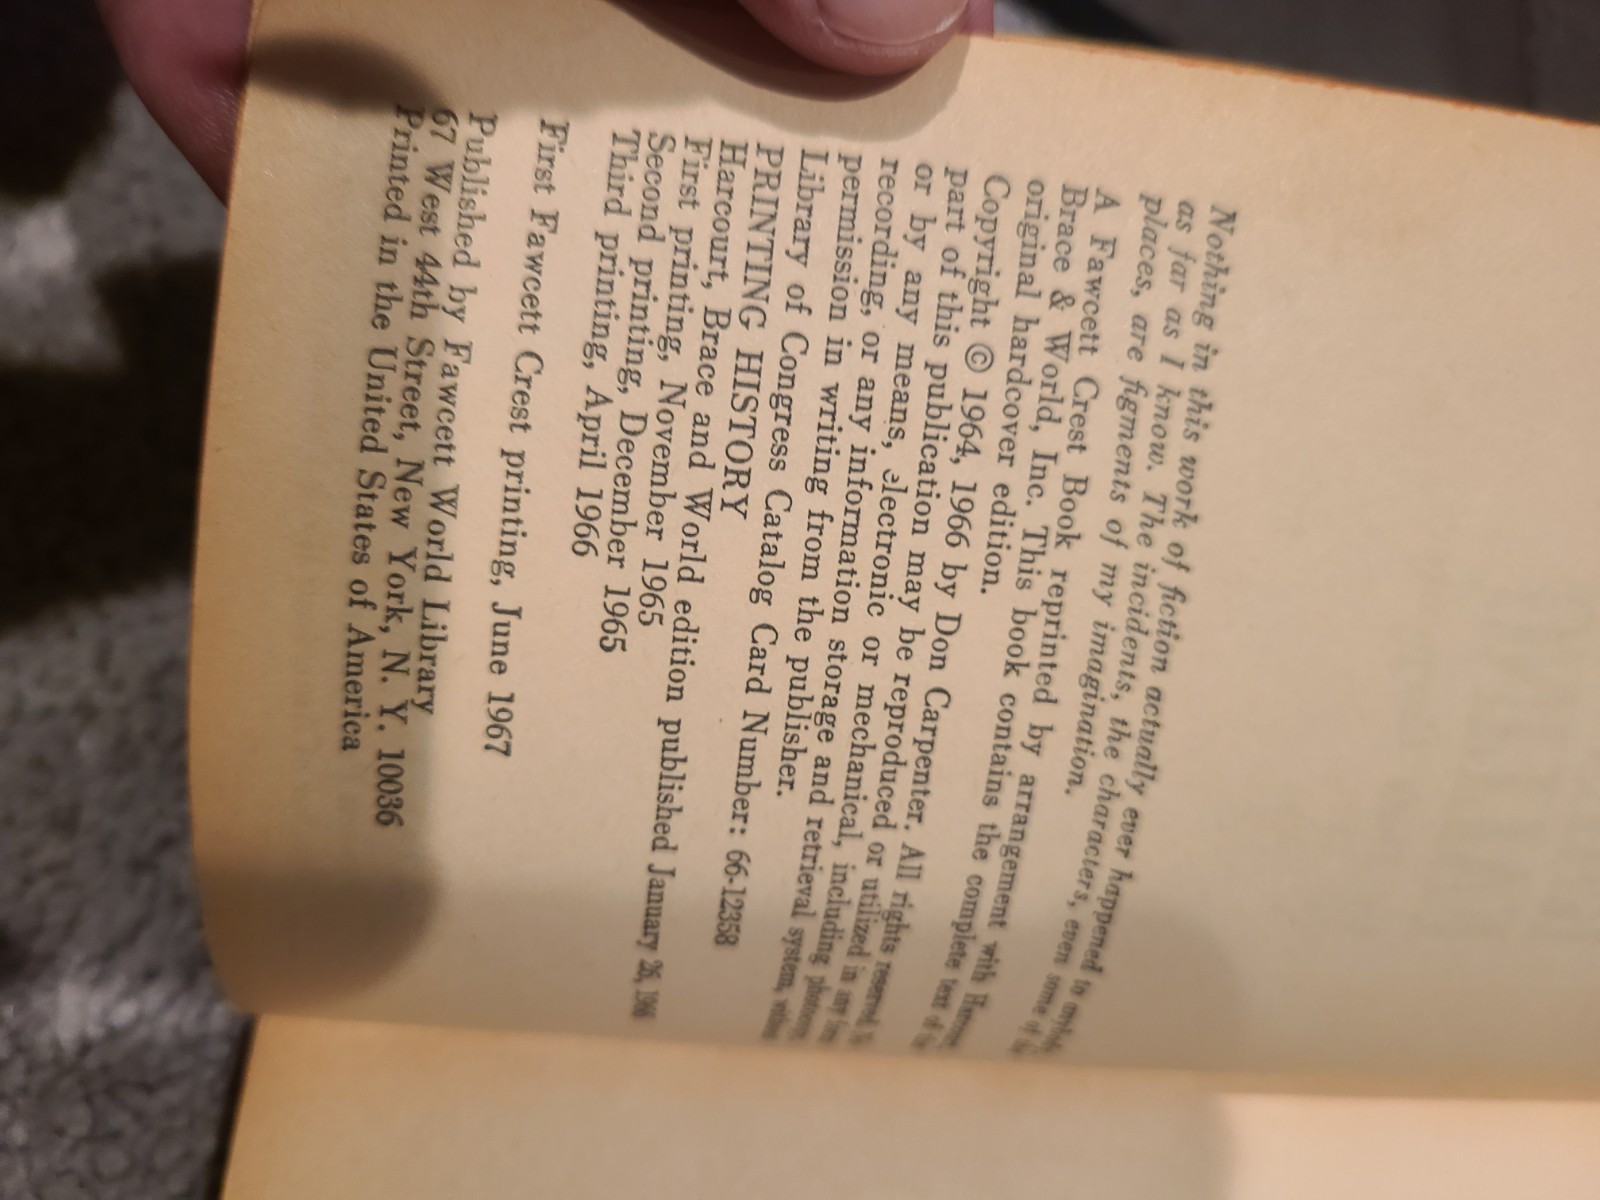 Nothing in this work of fiction actually ever happened to
as far as I know. The incidents, the characters, even some of
places, are figments of my imagination.
A Fawcett Crest Book reprinted by arrangement with
Brace & World, Inc. This book contains the complete text of
original hardcover edition.
Copyright © 1964, 1966 by Don Carpenter. All rights reserved.
part of this publication may be reproduced or utilized in any
or by any means, electronic or mechanical, including
recording, or any information storage and retrieval system,
permission in writing from the publisher.
Library of Congress Catalog Card Number: 66-12358
PRINTING HISTORY
Harcourt, Brace and World edition published January 26, 1966
First printing, November 1965
Second printing, December 1965
Third printing, April 1966
First Fawcett Crest printing, June 1967
Published by Fawcett World Library
67 West 44th Street, New York, N. Y. 10036
Printed in the United States of America